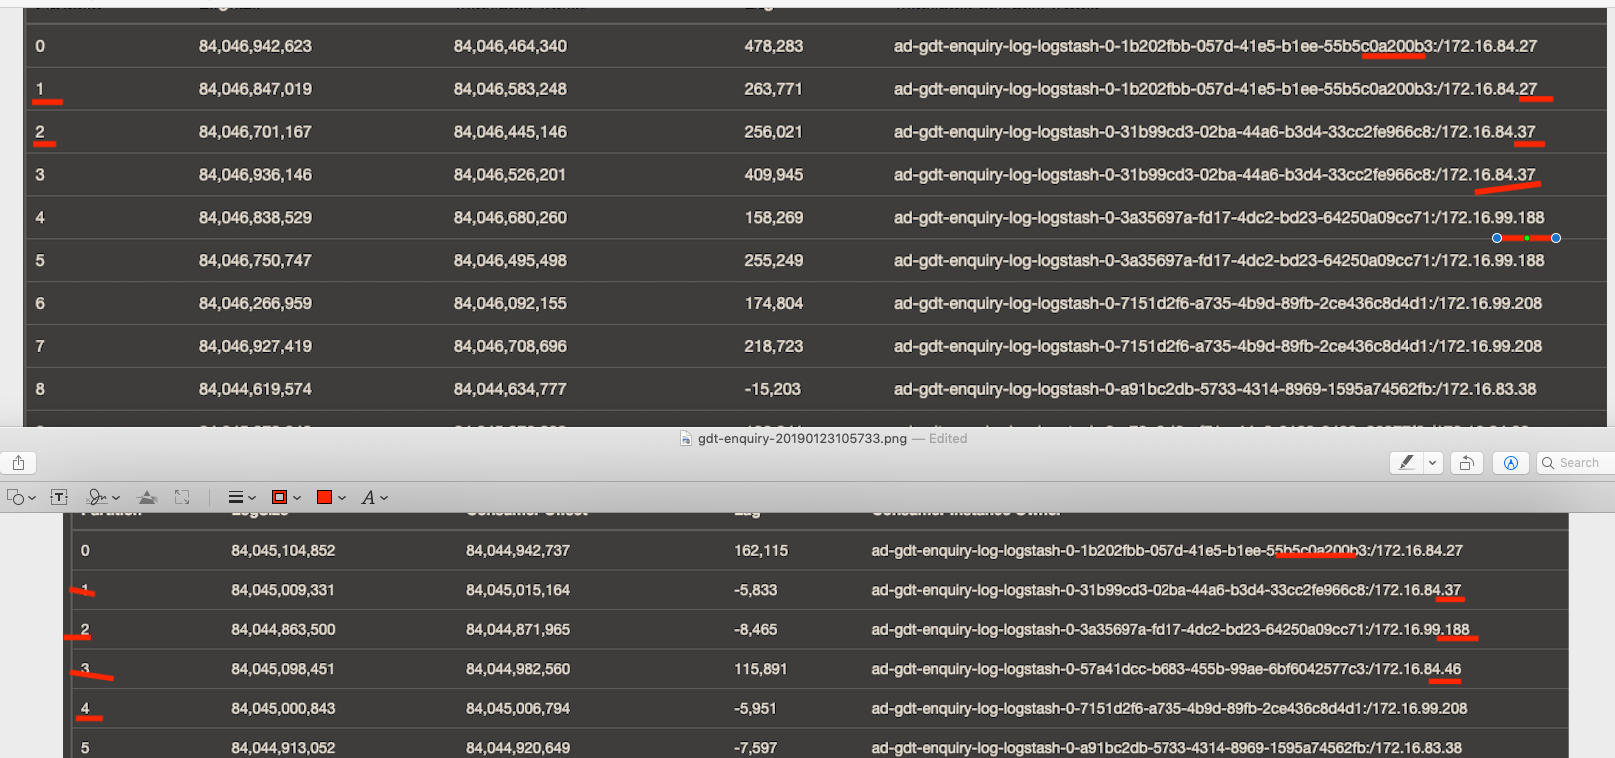 0 84,046,942,623 84,046,464,340 478,283 ad-gdt-enquiry-log-logstash-0-1b202fbb-057d-41e5-b1ee-55b5c0a200b3:/172.16.84.27
1 84,046,847,019 84,046,583,248 263,771 ad-gdt-enquiry-log-logstash-0-1b202fbb-057d-41e5-b1ee-55b5c0a200b3:/172.16.84.27
2 84,046,701,167 84,046,445,146 256,021 ad-gdt-enquiry-log-logstash-0-31b99cd3-02ba-44a6-b3d4-33cc2fe966c8:/172.16.84.37
3 84,046,936,146 84,046,526,201 409,945 ad-gdt-enquiry-log-logstash-0-31b99cd3-02ba-44a6-b3d4-33cc2fe966c8:/172.16.84.37
4 84,046,838,529 84,046,680,260 158,269 ad-gdt-enquiry-log-logstash-0-3a35697a-fd17-4dc2-bd23-64250a09cc71:/172.16.99.188
5 84,046,750,747 84,046,495,498 255,249 ad-gdt-enquiry-log-logstash-0-3a35697a-fd17-4dc2-bd23-64250a09cc71:/172.16.99.188
6 84,046,266,959 84,046,092,155 174,804 ad-gdt-enquiry-log-logstash-0-7151d2f6-a735-4b9d-89fb-2ce436c8d4d1:/172.16.99.208
7 84,046,927,419 84,046,708,696 218,723 ad-gdt-enquiry-log-logstash-0-7151d2f6-a735-4b9d-89fb-2ce436c8d4d1:/172.16.99.208
8 84,044,619,574 84,044,634,777 -15,203 ad-gdt-enquiry-log-logstash-0-a91bc2db-5733-4314-8969-1595a74562fb:/172.16.83.38
gdt-enquiry-20190123105733.png — Edited
Search
Partition LogSize Consumer Offset Lag Consumer Instance Owner
0 84,045,104,852 84,044,942,737 162,115 ad-gdt-enquiry-log-logstash-0-1b202fbb-057d-41e5-b1ee-55b5c0a200b3:/172.16.84.27
1 84,045,009,331 84,045,015,164 -5,833 ad-gdt-enquiry-log-logstash-0-31b99cd3-02ba-44a6-b3d4-33cc2fe966c8:/172.16.84.37
2 84,044,863,500 84,044,871,965 -8,465 ad-gdt-enquiry-log-logstash-0-3a35697a-fd17-4dc2-bd23-64250a09cc71:/172.16.99.188
3 84,045,098,451 84,044,982,560 115,891 ad-gdt-enquiry-log-logstash-0-57a41dcc-b683-455b-99ae-6bf6042577c3:/172.16.84.46
4 84,045,000,843 84,045,006,794 -5,951 ad-gdt-enquiry-log-logstash-0-7151d2f6-a735-4b9d-89fb-2ce436c8d4d1:/172.16.99.208
5 84,044,913,052 84,044,920,649 -7,597 ad-gdt-enquiry-log-logstash-0-a91bc2db-5733-4314-8969-1595a74562fb:/172.16.83.38